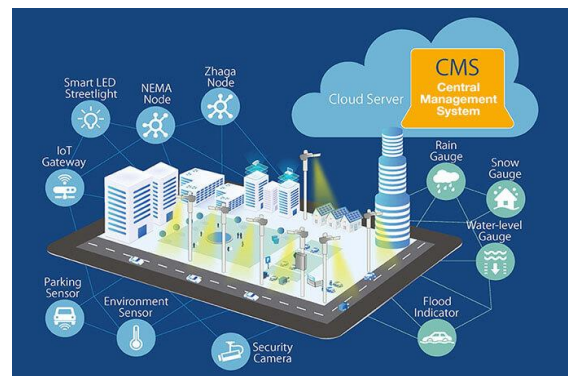 CMS
Central
Management
System
Cloud Server
Zhaga
Node
NEMA
Node
Smart LED
Streetlight
IoT
Gateway
Rain
Gauge
Snow
Gauge
Water-level
Gauge
Parking
Sensor
Environment
Sensor
Security
Camera
Flood
Indicator